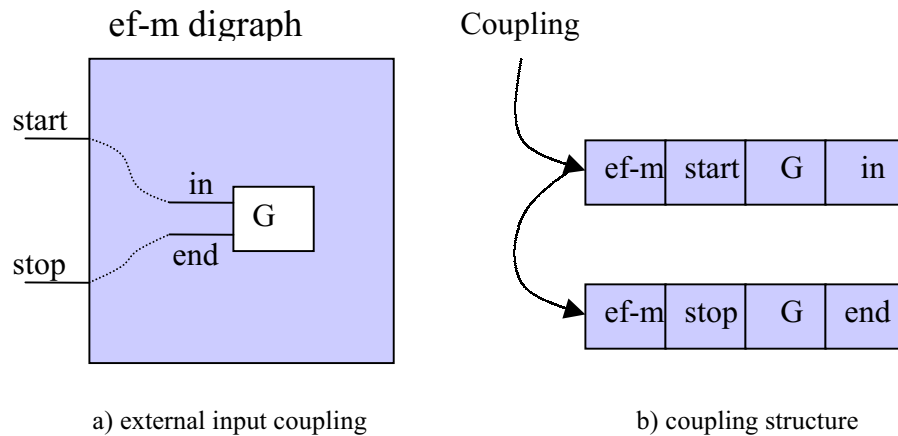 ef-m digraph
start
in
G
end
stop
a) external input coupling
Coupling
ef-m start G in
ef-m stop G end
b) coupling structure